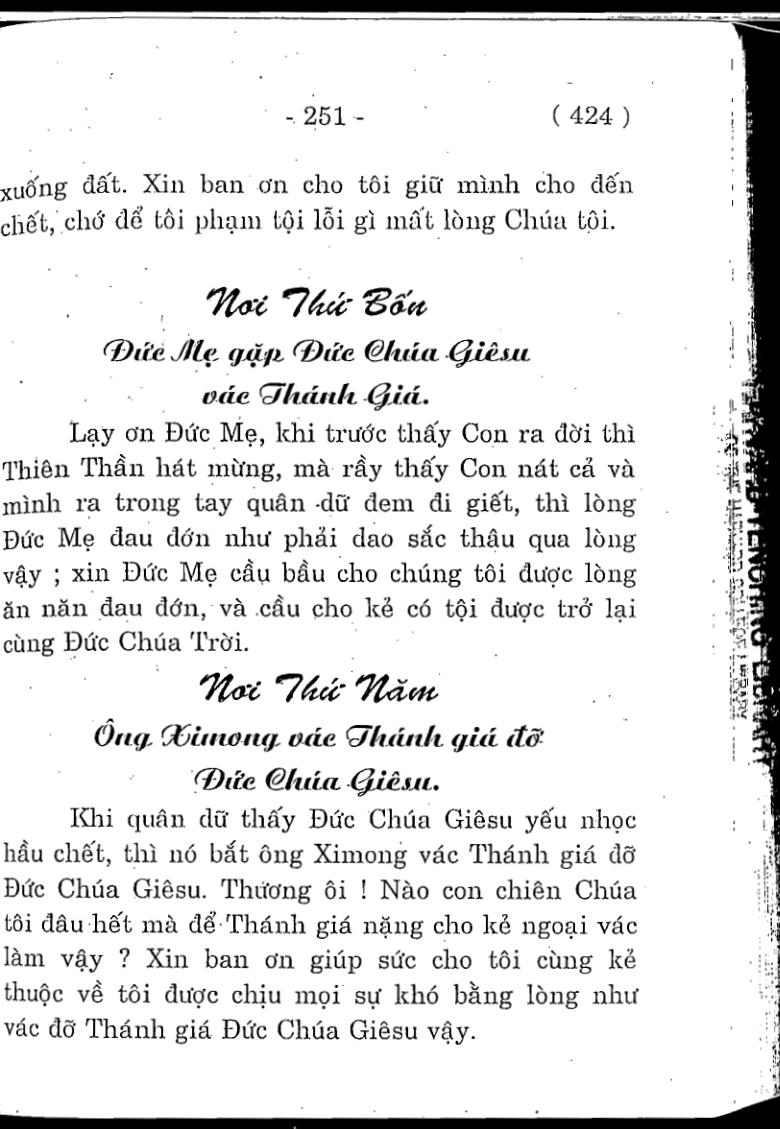 - 251 - ( 424 )
xuống đất. Xin ban ơn cho tôi giữ mình cho đến
chết, chớ để tôi phạm tội lỗi gì mất lòng Chúa tôi.
Nơi Thứ Bốn
Đức Mẹ gặp Đức Chúa Giêsu
vác Thánh Giá.
Lạy ơn Đức Mẹ, khi trước thấy Con ra đời thì
Thiên Thần hát mừng, mà rầy thấy Con nát cả và
mình ra trong tay quân dữ đem đi giết, thì lòng
Đức Mẹ đau đớn như phải dao sắc thâu qua lòng
vậy ; xin Đức Mẹ cầu bầu cho chúng tôi được lòng
ăn năn đau đớn, và cầu cho kẻ có tội được trở lại
cùng Đức Chúa Trời.
Nơi Thứ Năm
Ông Ximong vác Thánh giá đỡ
Đức Chúa Giêsu.
Khi quân dữ thấy Đức Chúa Giêsu yếu nhọc
hầu chết, thì nó bắt ông Ximong vác Thánh giá đỡ
Đức Chúa Giêsu. Thương ôi ! Nào con chiên Chúa
tôi đâu hết mà để Thánh giá nặng cho kẻ ngoại vác
làm vậy ? Xin ban ơn giúp sức cho tôi cùng kẻ
thuộc về tôi được chịu mọi sự khó bằng lòng như
vác đỡ Thánh giá Đức Chúa Giêsu vậy.